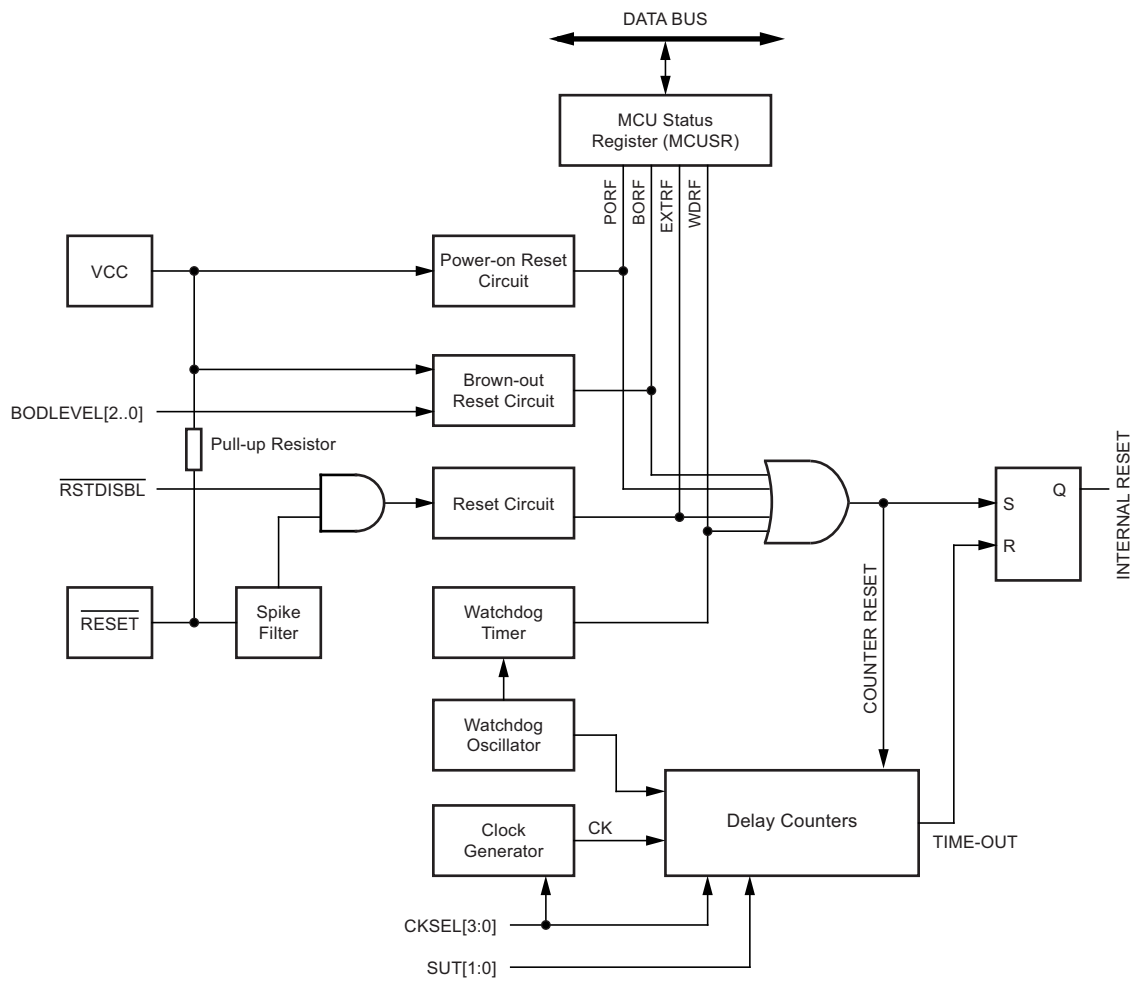 DATA BUS
MCU Status
Register (MCUSR)
PORF
BORF
EXTRF
WDRF
VCC
Power-on Reset
Circuit
Brown-out
Reset Circuit
BODLEVEL[2..0]
Pull-up Resistor
RSTDISBL
Reset Circuit
S
Q
R
INTERNAL RESET
RESET
Spike
Filter
Watchdog
Timer
COUNTER RESET
Watchdog
Oscillator
Clock
Generator
CK
Delay Counters
TIME-OUT
CKSEL[3:0]
SUT[1:0]